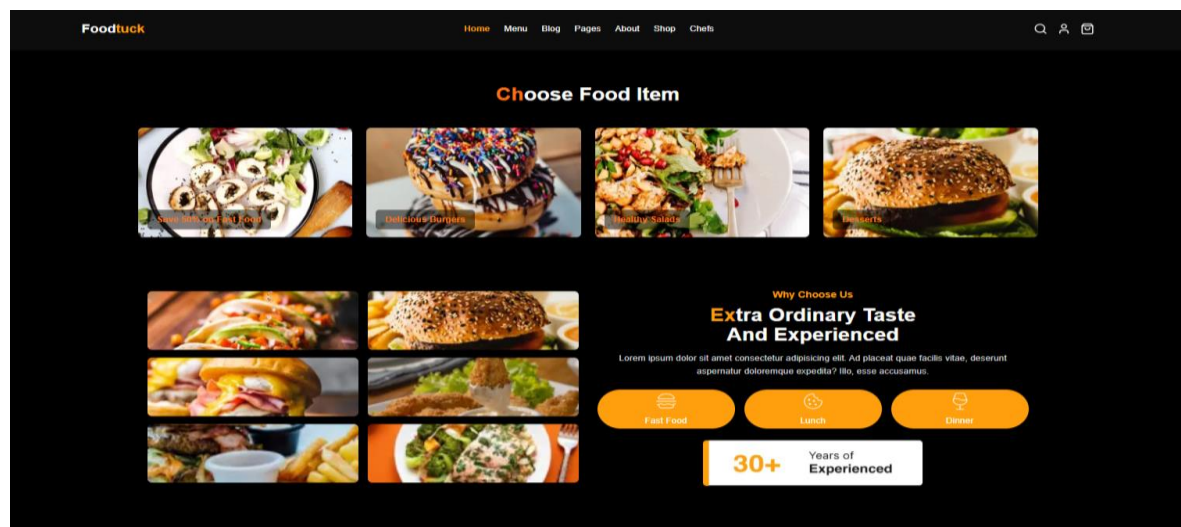 Foodtuck
Home Menu Blog Pages About Shop Chefs
Choose Food Item
Save 50% on Fast Food
Delicious Burgers
Healthy Salads
Desserts
Why Choose Us
Extra Ordinary Taste
And Experienced
Lorem ipsum dolor sit amet consectetur adipisicing elit. Ad placeat quae facilis vitae, deserunt
aspernatur doloremque expedita? Illo, esse accusamus.
Fast Food
Lunch
Dinner
30+
Years of
Experienced